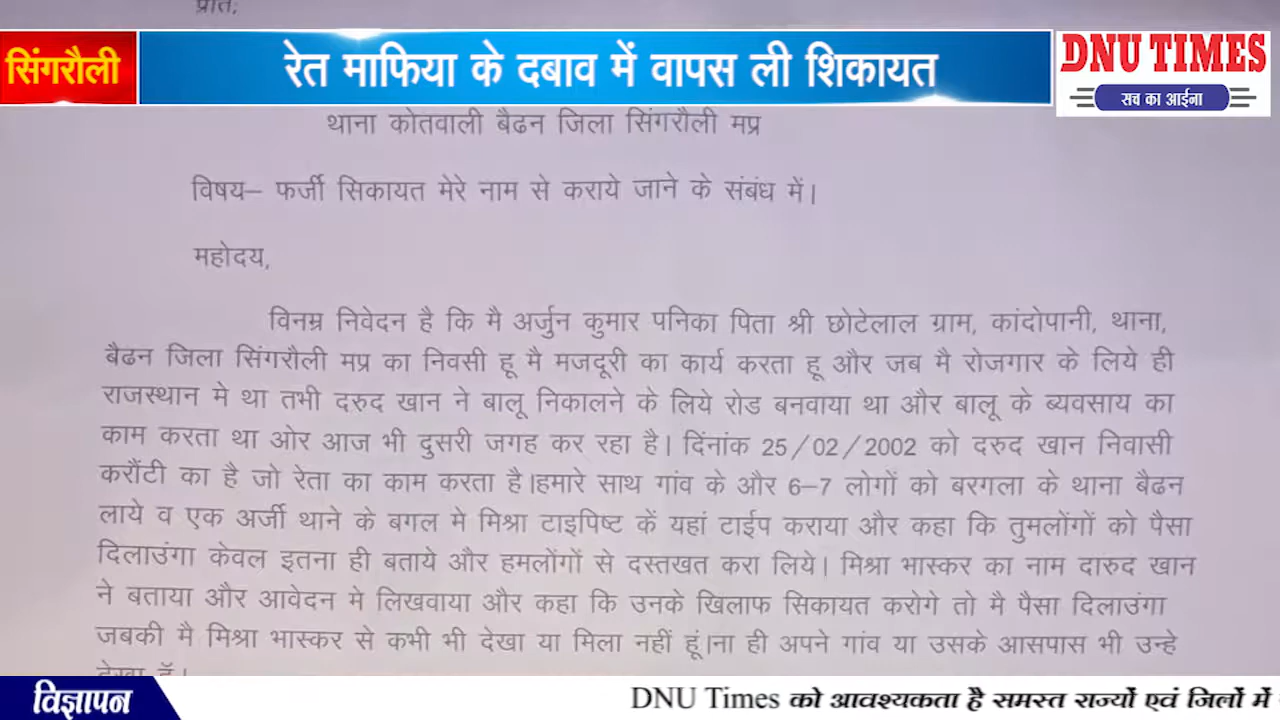 प्रति,
सिंगरौली
रेत माफिया के दबाव में वापस ली शिकायत
DNU TIMES
सच का आईना
थाना कोतवाली बैढन जिला सिंगरौली मप्र
विषय– फर्जी सिकायत मेरे नाम से कराये जाने के संबंध में।
महोदय,
विनम्र निवेदन है कि मै अर्जुन कुमार पनिका पिता श्री छोटेलाल ग्राम, कांदोपानी, थाना,
बैढन जिला सिंगरौली मप्र का निवसी हू मै मजदूरी का कार्य करता हू और जब मै रोजगार के लिये ही
राजस्थान मे था तभी दरुद खान ने बालू निकालने के लिये रोड बनवाया था और बालू के ब्यवसाय का
काम करता था ओर आज भी दुसरी जगह कर रहा है। दिंनांक 25/02/2002 को दरुद खान निवासी
करौंटी का है जो रेता का काम करता है।हमारे साथ गांव के और 6–7 लोगों को बरगला के थाना बैढन
लाये व एक अर्जी थाने के बगल मे मिश्रा टाइपिष्ट कें यहां टाईप कराया और कहा कि तुमलोंगों को पैसा
दिलाउंगा केवल इतना ही बताये और हमलोंगों से दस्तखत करा लिये। मिश्रा भास्कर का नाम दारुद खान
ने बताया और आवेदन मे लिखवाया और कहा कि उनके खिलाफ सिकायत करोगे तो मै पैसा दिलाउंगा
जबकी मै मिश्रा भास्कर से कभी भी देखा या मिला नहीं हूं।ना ही अपने गांव या उसके आसपास भी उन्हे
विज्ञापन
DNU Times को आवश्यकता है समस्त राज्यों एवं जिलों में